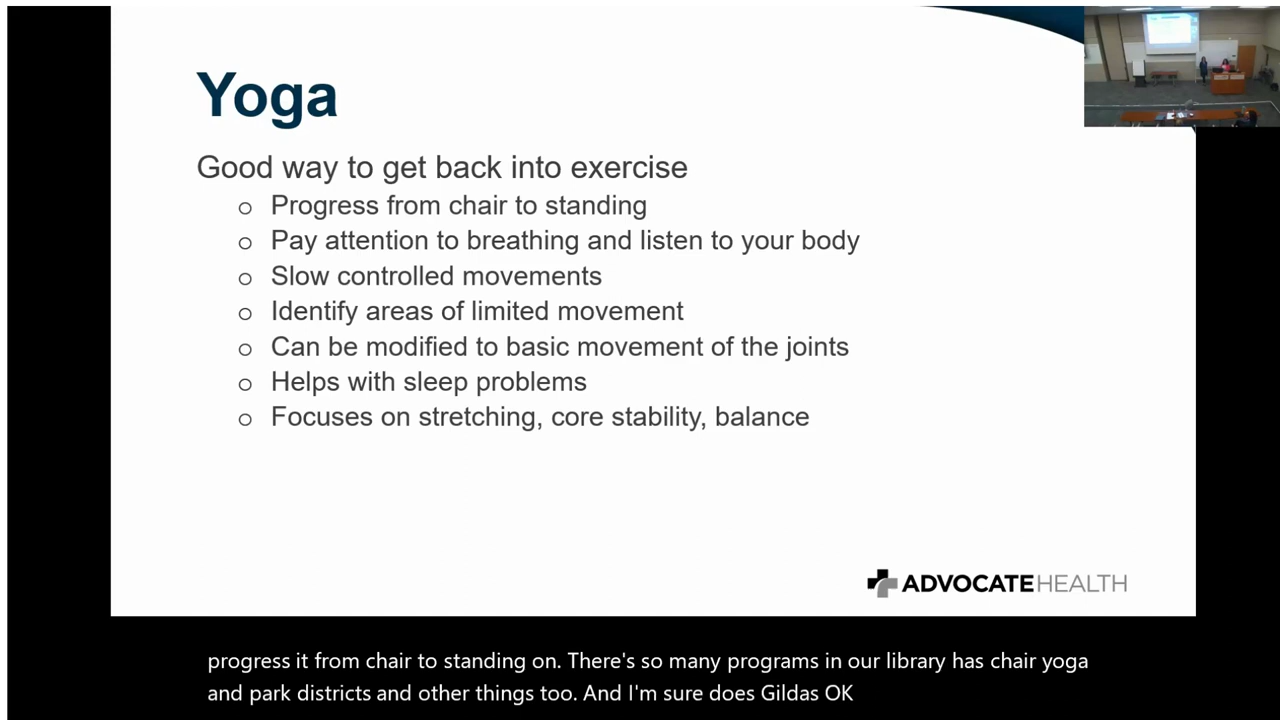 Yoga
Good way to get back into exercise
o Progress from chair to standing
o Pay attention to breathing and listen to your body
o Slow controlled movements
o Identify areas of limited movement
o Can be modified to basic movement of the joints
o Helps with sleep problems
o Focuses on stretching, core stability, balance
ADVOCATEHEALTH
progress it from chair to standing on. There's so many programs in our library has chair yoga
and park districts and other things too. And I'm sure does Gildas OK